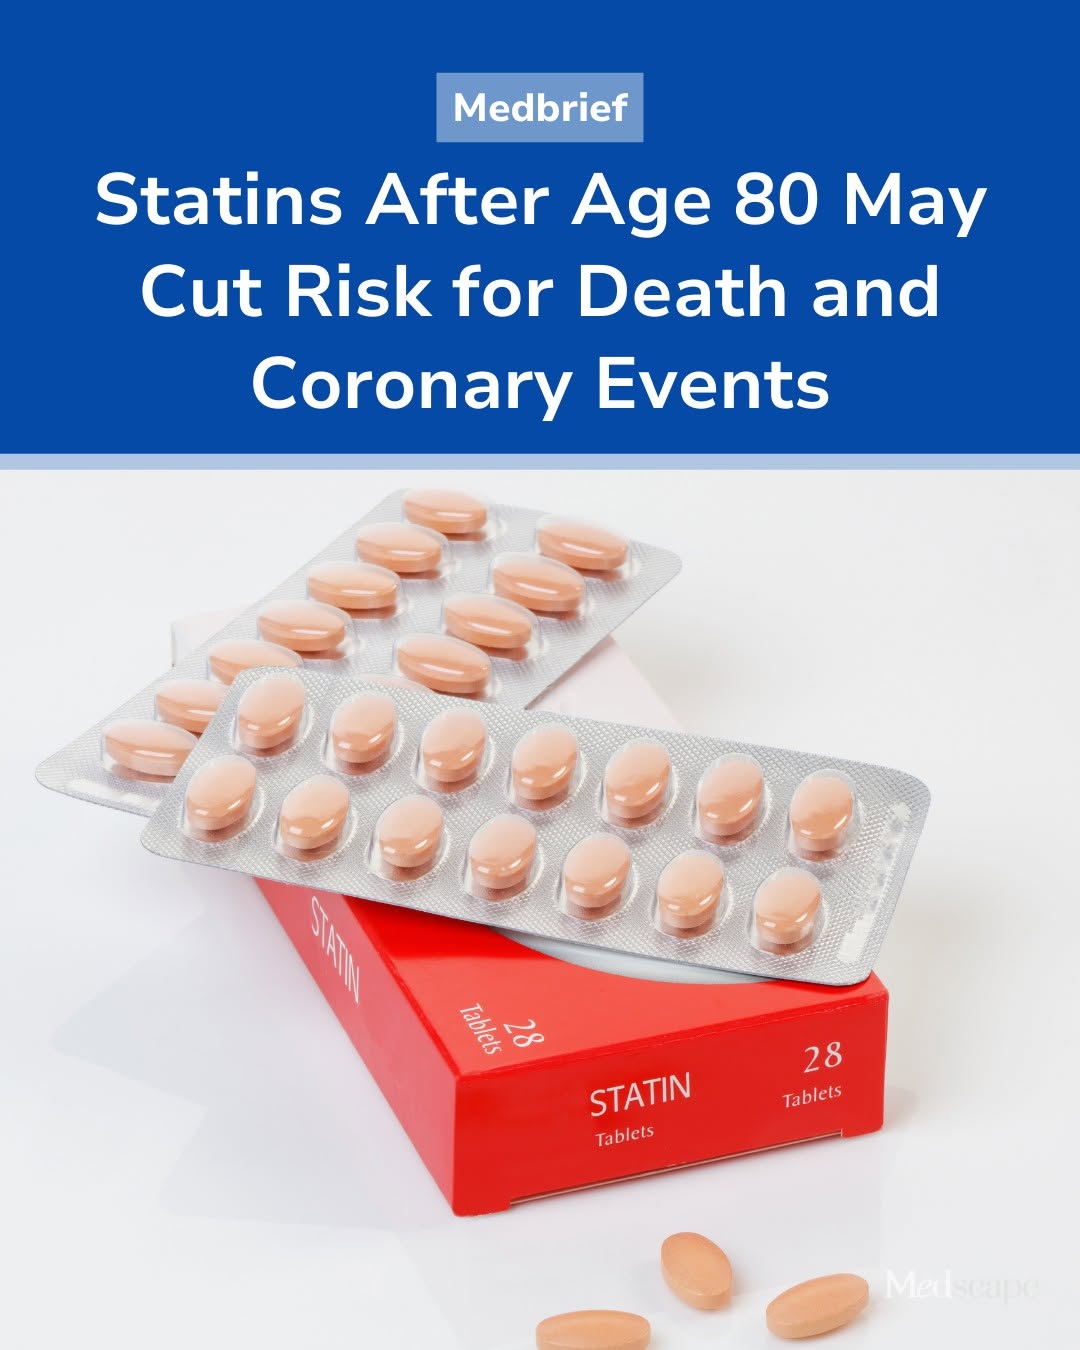 Medbrief
Statins After Age 80 May
Cut Risk for Death and
Coronary Events
STATIN
28
Tablets
STATIN
Tablets
28
Tablets
Medscape